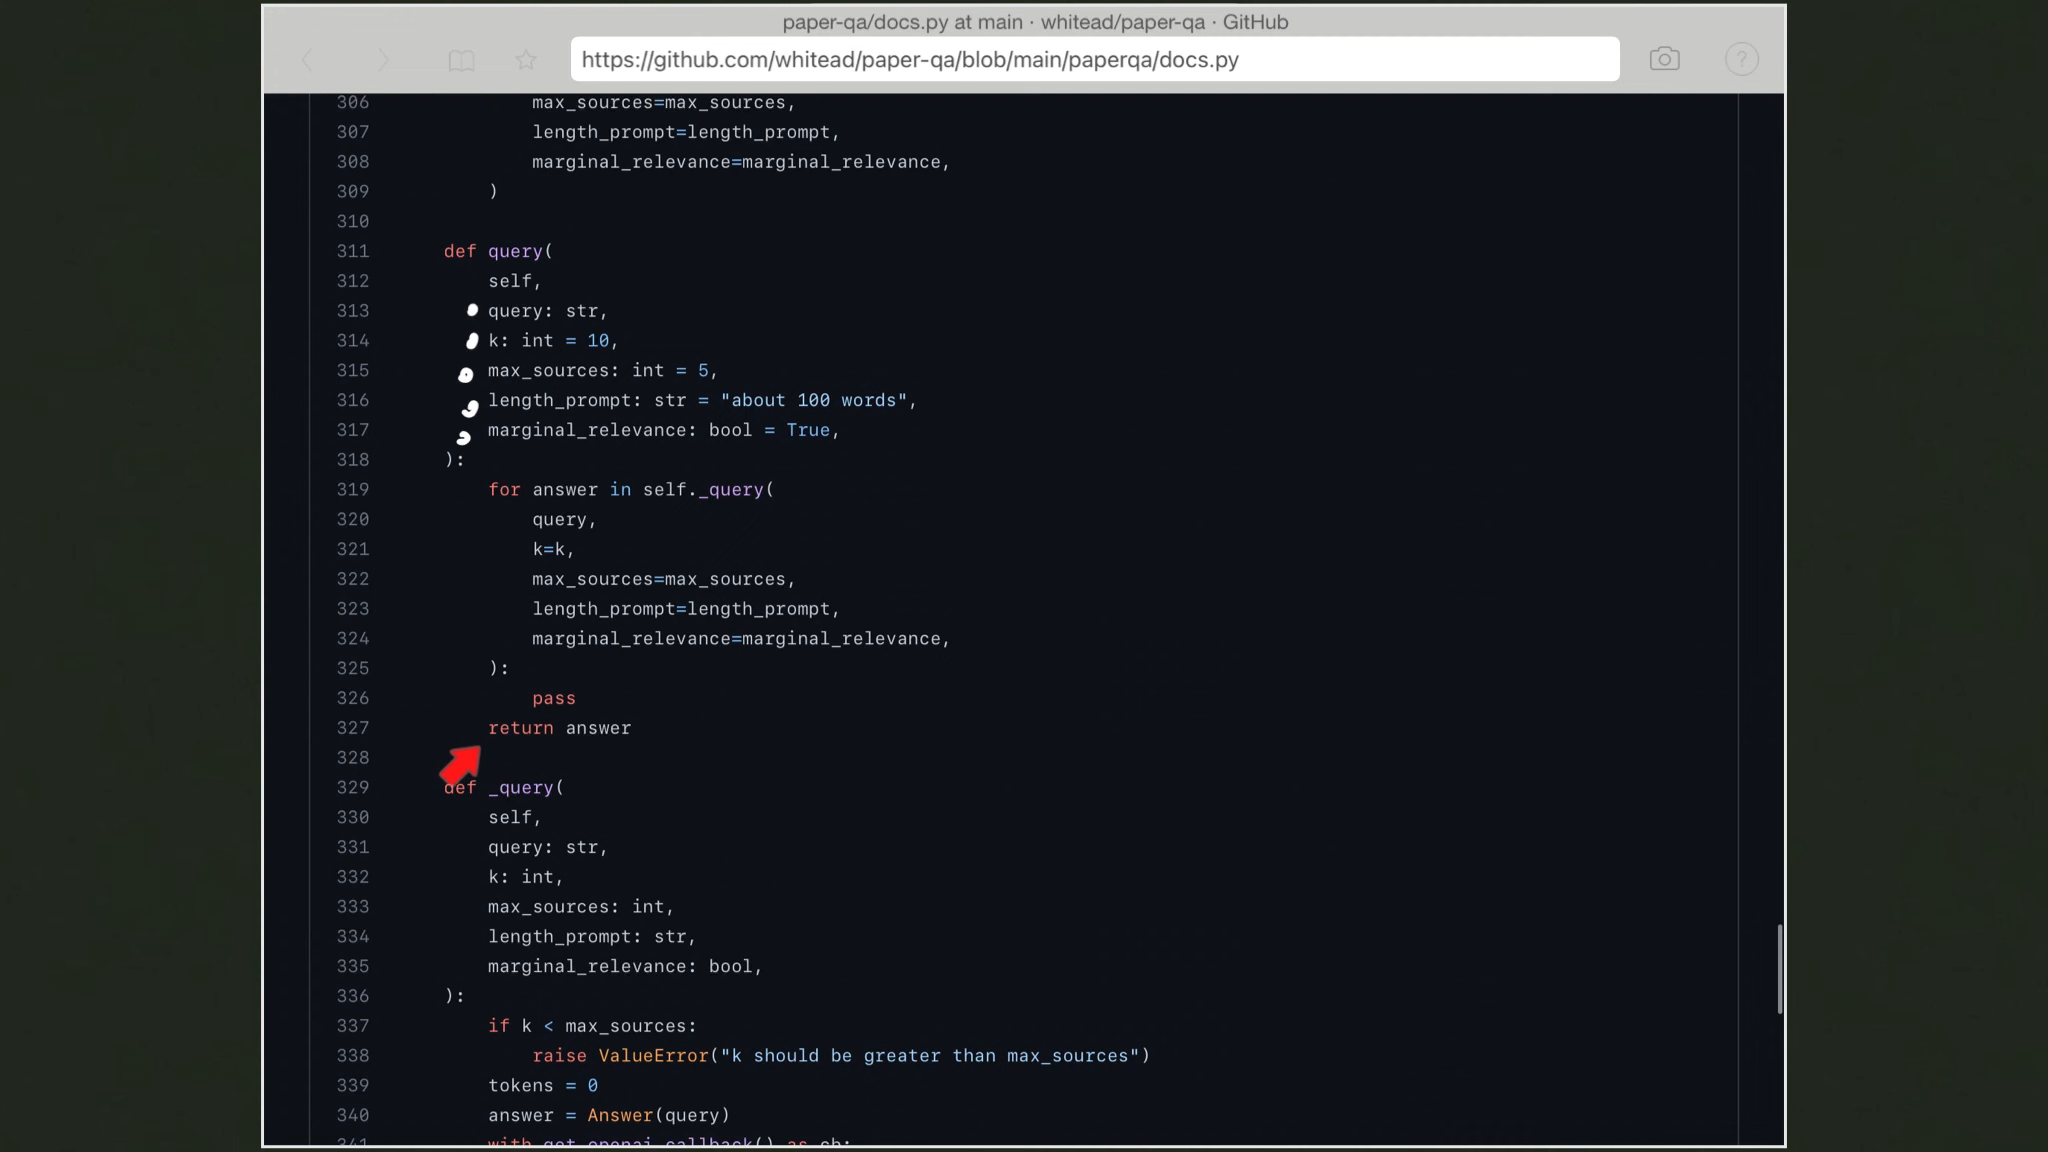 paper-qa/docs.py at main · whitead/paper-qa · GitHub
https://github.com/whitead/paper-qa/blob/main/paperqa/docs.py
?
306 max_sources=max_sources,
307 length_prompt=length_prompt,
308 marginal_relevance=marginal_relevance,
309 )
310
311 def query(
312 self,
313 query: str,
314 k: int = 10,
315 max_sources: int = 5,
316 length_prompt: str = "about 100 words",
317 marginal_relevance: bool = True,
318 ):
319 for answer in self._query(
320 query,
321 k=k,
322 max_sources=max_sources,
323 length_prompt=length_prompt,
324 marginal_relevance=marginal_relevance,
325 ):
326 pass
327 return answer
328
329 def _query(
330 self,
331 query: str,
332 k: int,
333 max_sources: int,
334 length_prompt: str,
335 marginal_relevance: bool,
336 ):
337 if k < max_sources:
338 raise ValueError("k should be greater than max_sources")
339 tokens = 0
340 answer = Answer(query)
341 with get_openai_callback() as cb: